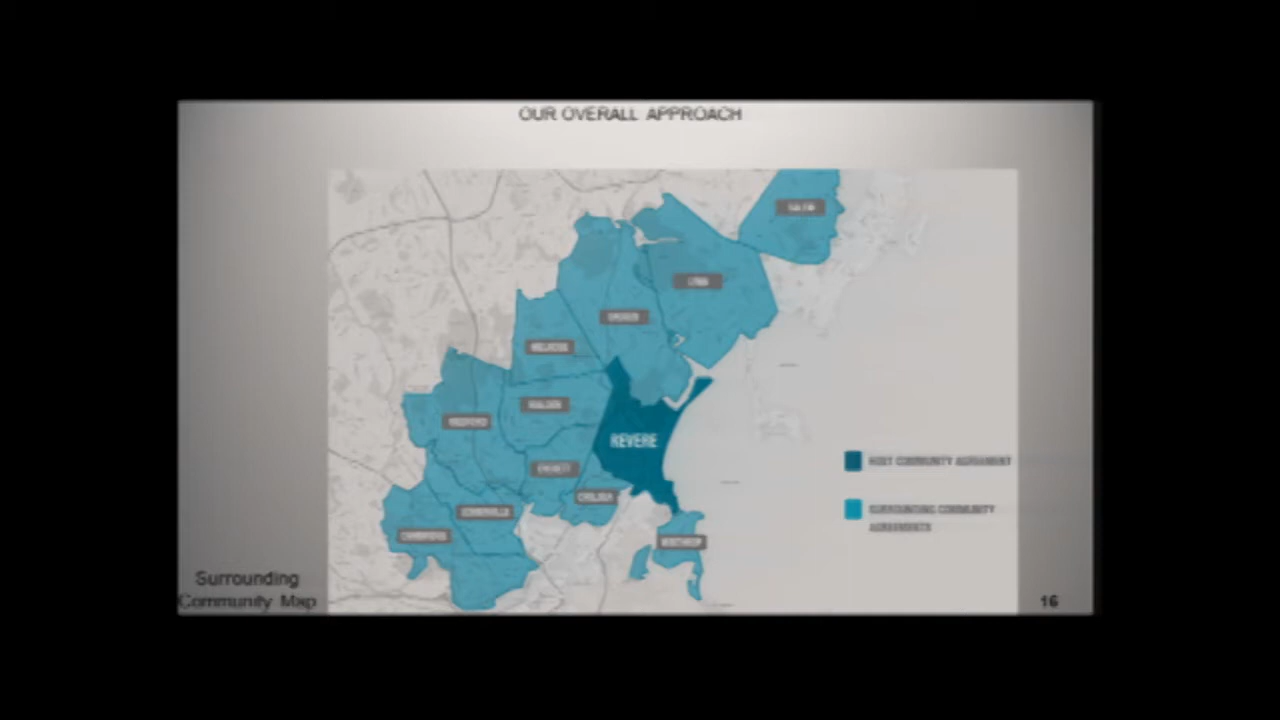 OUR OVERALL APPROACH
SALEM
LYNN
SAUGUS
MELROSE
MALDEN
MEDFORD
REVERE
EVERETT
CHELSEA
SOMERVILLE
CAMBRIDGE
WINTHROP
HOST COMMUNITY AGREEMENT
SURROUNDING COMMUNITY
AGREEMENTS
Surrounding
Community Map
16